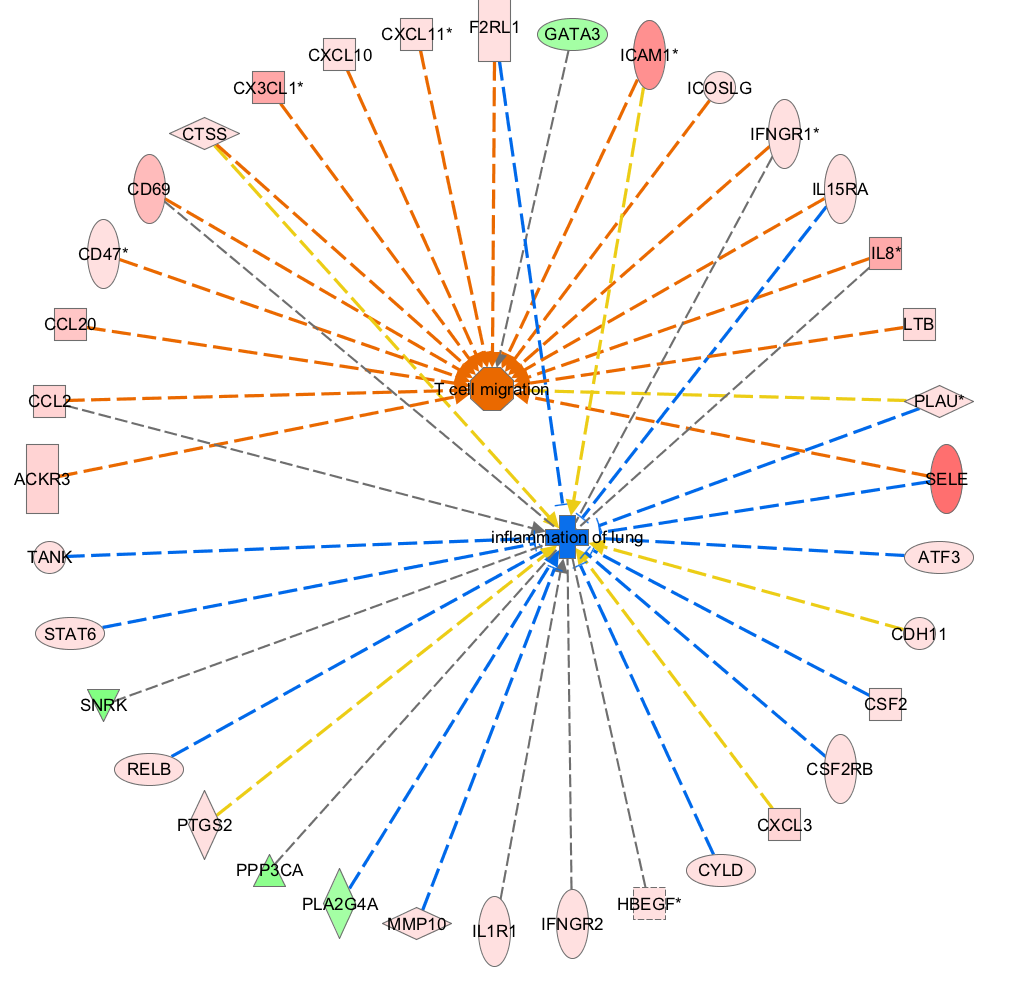 F2RL1
CXCL11*
GATA3
CXCL10
ICAM1*
CX3CL1*
ICOSLG
CTSS
IFNGR1*
CD69
IL15RA
CD47*
IL8*
CCL20
LTB
T cell migration
CCL2
PLAU*
ACKR3
SELE
inflammation of lung
TANK
ATF3
STAT6
CDH11
SNRK
CSF2
RELB
CSF2RB
PTGS2
CXCL3
PPP3CA
CYLD
PLA2G4A
HBEGF*
MMP10
IL1R1
IFNGR2